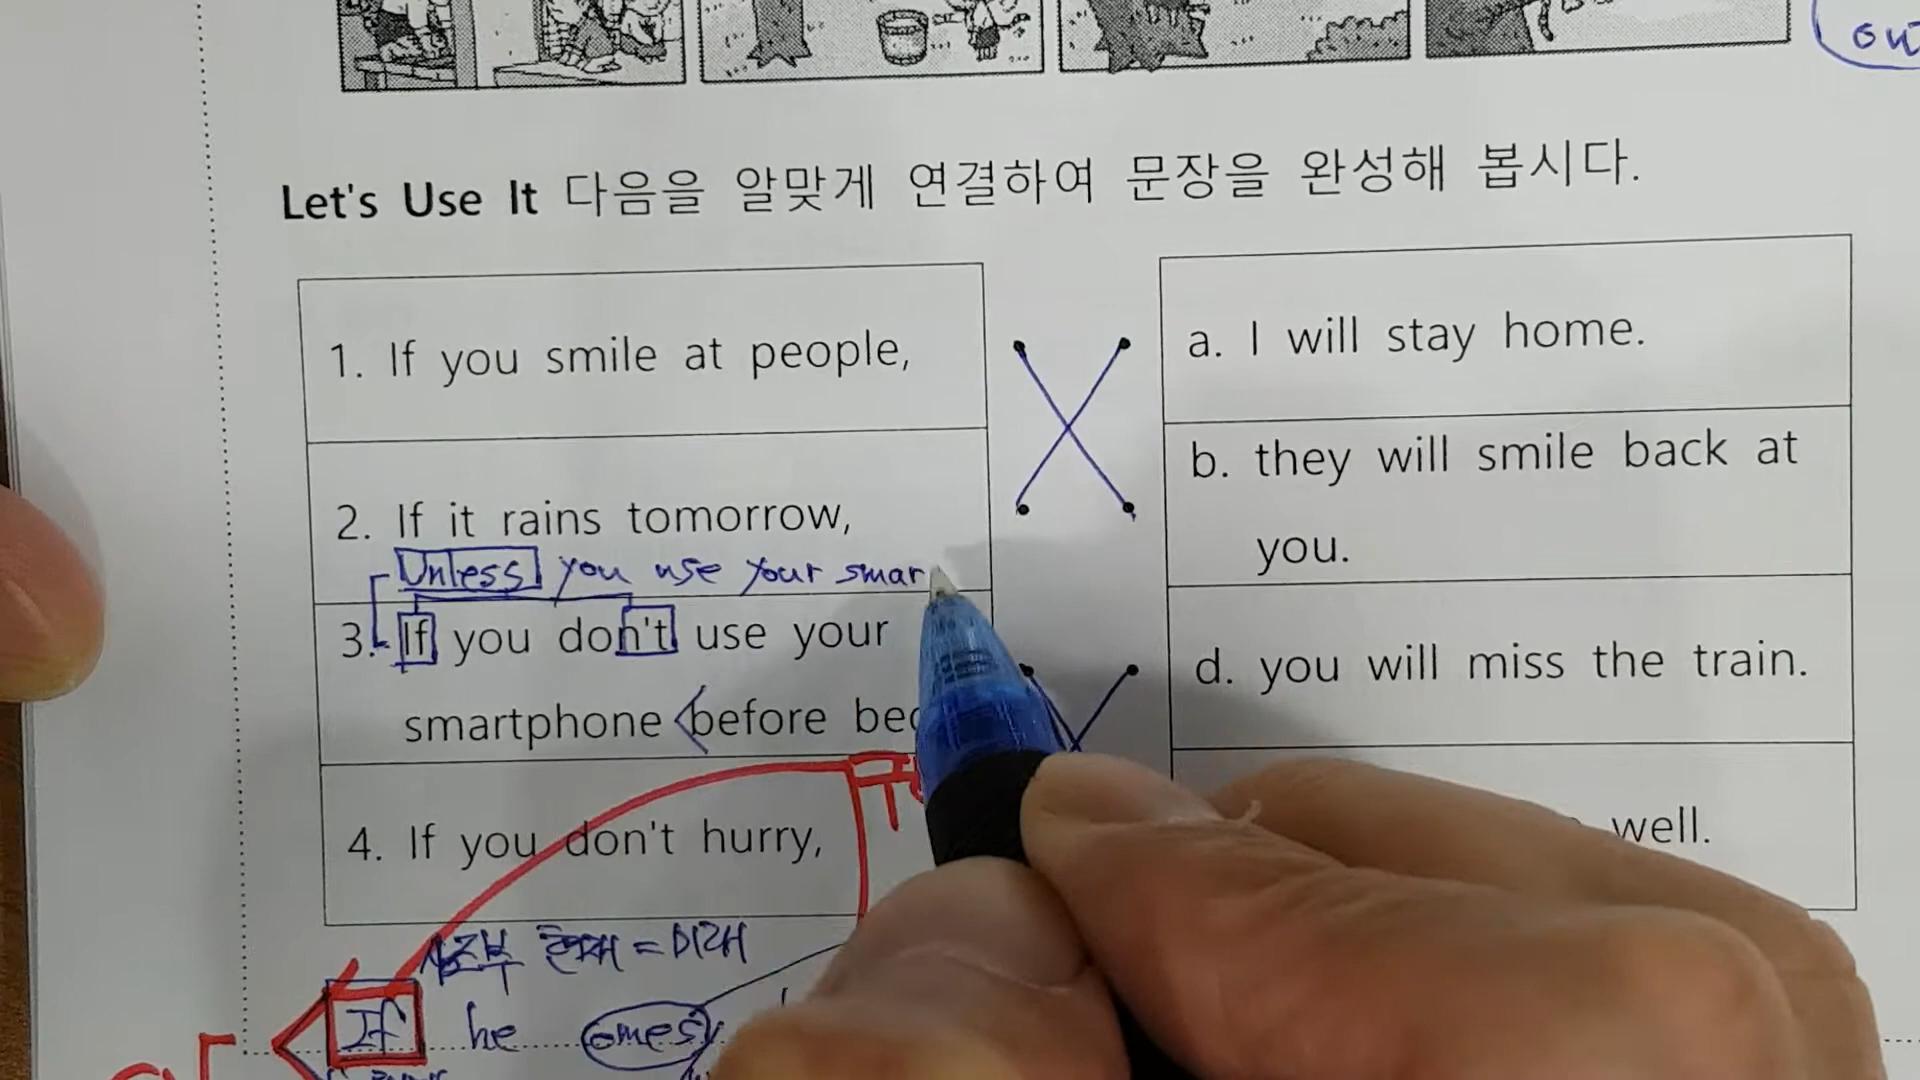 on
Let's Use It 다음을 알맞게 연결하여 문장을 완성해 봅시다.
1. If you smile at people,
a. I will stay home.
2. If it rains tomorrow,
b. they will smile back at
you.
Unless you use your smar
3. If you don't use your
smartphone before bed
d. you will miss the train.
4. If you don't hurry,
well.
시조부 현재 = 미래
If he comes